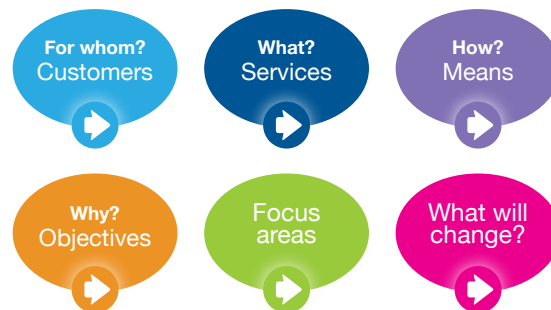 For whom?
Customers
What?
Services
How?
Means
Why?
Objectives
Focus
areas
What will
change?